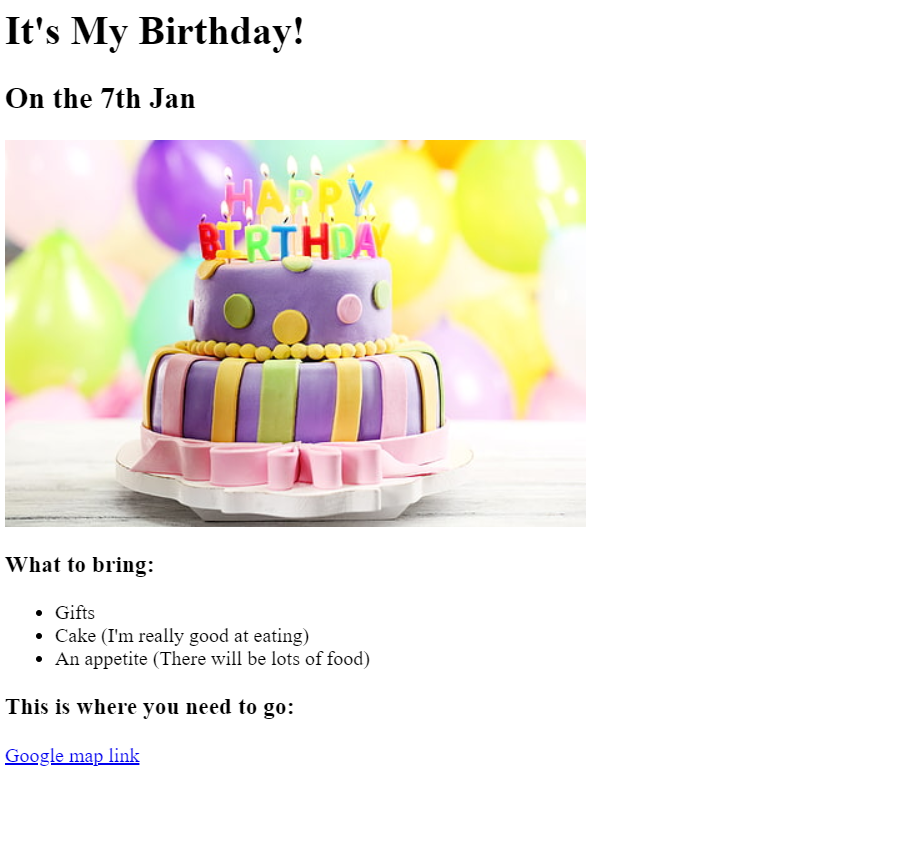 It's My Birthday!
On the 7th Jan
HAPPY
BIRTHDAY
What to bring:
Gifts
Cake (I'm really good at eating)
An appetite (There will be lots of food)
This is where you need to go:
Google map link